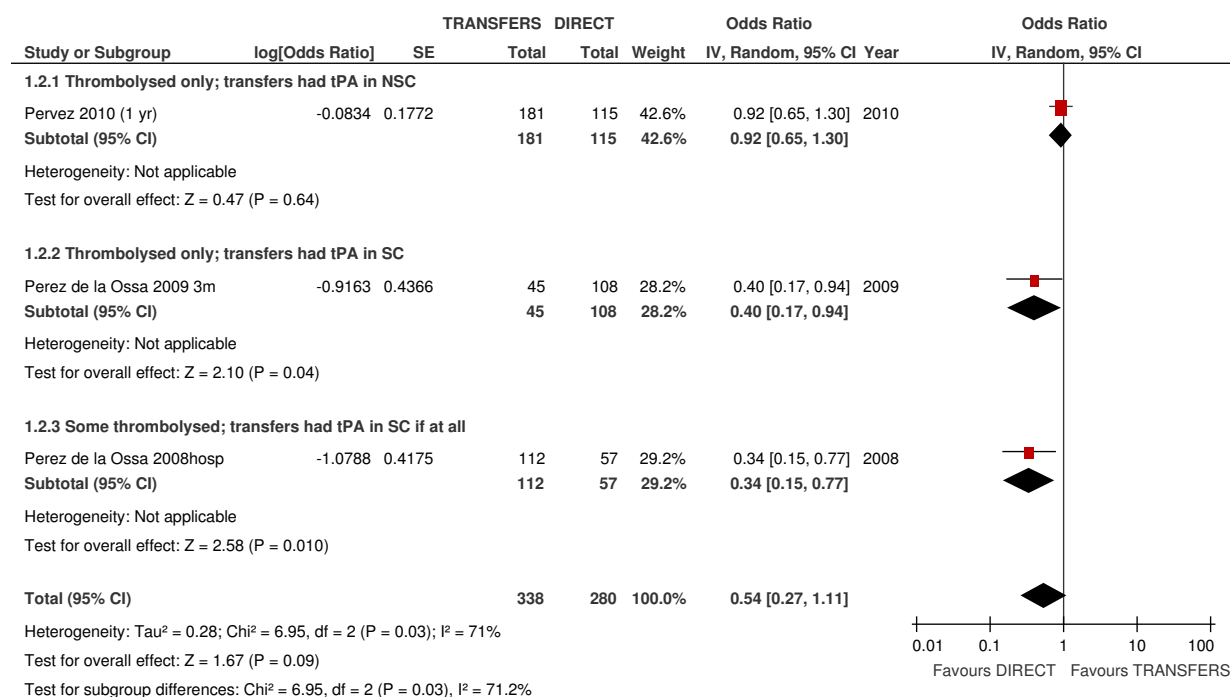 TRANSFERS DIRECT Odds Ratio Odds Ratio
Study or Subgroup log[Odds Ratio] SE Total Total Weight IV, Random, 95% CI Year IV, Random, 95% CI
1.2.1 Thrombolysed only; transfers had tPA in NSC
Pervez 2010 (1 yr) -0.0834 0.1772 181 115 42.6% 0.92 [0.65, 1.30] 2010
Subtotal (95% CI) 181 115 42.6% 0.92 [0.65, 1.30]
Heterogeneity: Not applicable
Test for overall effect: Z = 0.47 (P = 0.64)
1.2.2 Thrombolysed only; transfers had tPA in SC
Perez de la Ossa 2009 3m -0.9163 0.4366 45 108 28.2% 0.40 [0.17, 0.94] 2009
Subtotal (95% CI) 45 108 28.2% 0.40 [0.17, 0.94]
Heterogeneity: Not applicable
Test for overall effect: Z = 2.10 (P = 0.04)
1.2.3 Some thrombolysed; transfers had tPA in SC if at all
Perez de la Ossa 2008hosp -1.0788 0.4175 112 57 29.2% 0.34 [0.15, 0.77] 2008
Subtotal (95% CI) 112 57 29.2% 0.34 [0.15, 0.77]
Heterogeneity: Not applicable
Test for overall effect: Z = 2.58 (P = 0.010)
Total (95% CI) 338 280 100.0% 0.54 [0.27, 1.11]
Heterogeneity: Tau² = 0.28; Chi² = 6.95, df = 2 (P = 0.03); I² = 71%
Test for overall effect: Z = 1.67 (P = 0.09)
Test for subgroup differences: Chi² = 6.95, df = 2 (P = 0.03), I² = 71.2%
0.01 0.1 1 10 100
Favours DIRECT Favours TRANSFERS